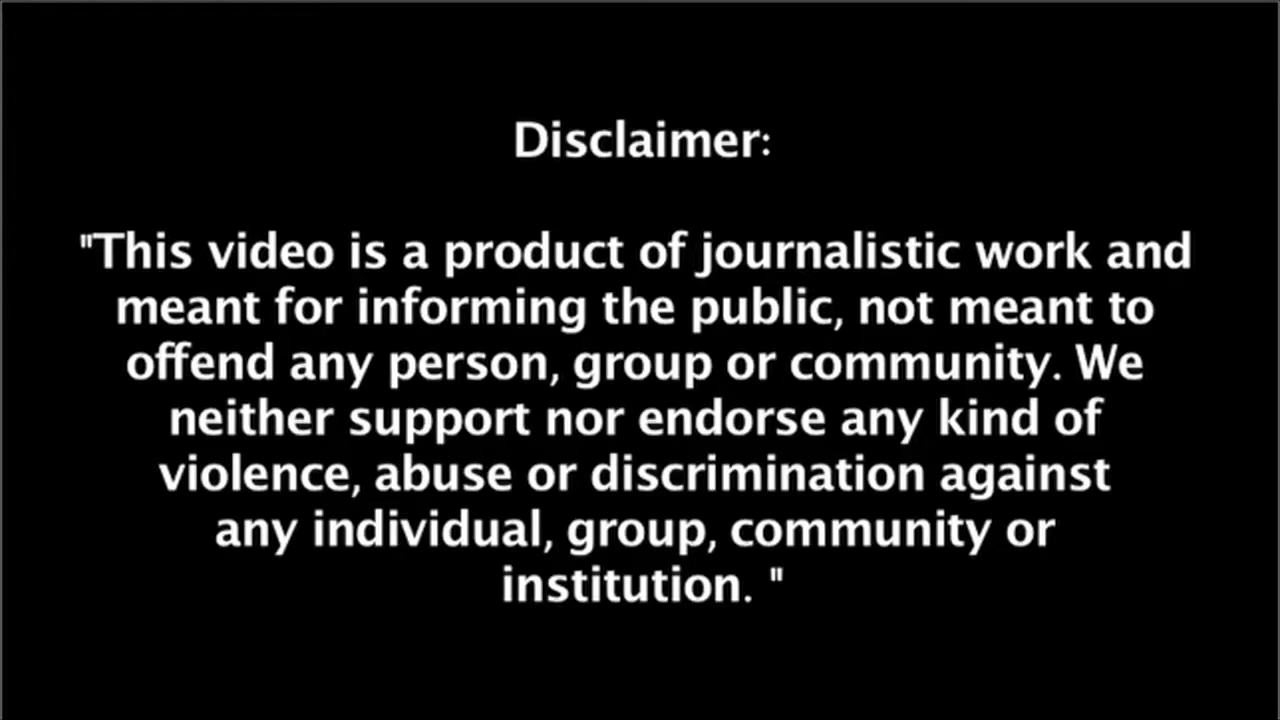 Disclaimer:
"This video is a product of journalistic work and
meant for informing the public, not meant to
offend any person, group or community. We
neither support nor endorse any kind of
violence, abuse or discrimination against
any individual, group, community or
institution. "